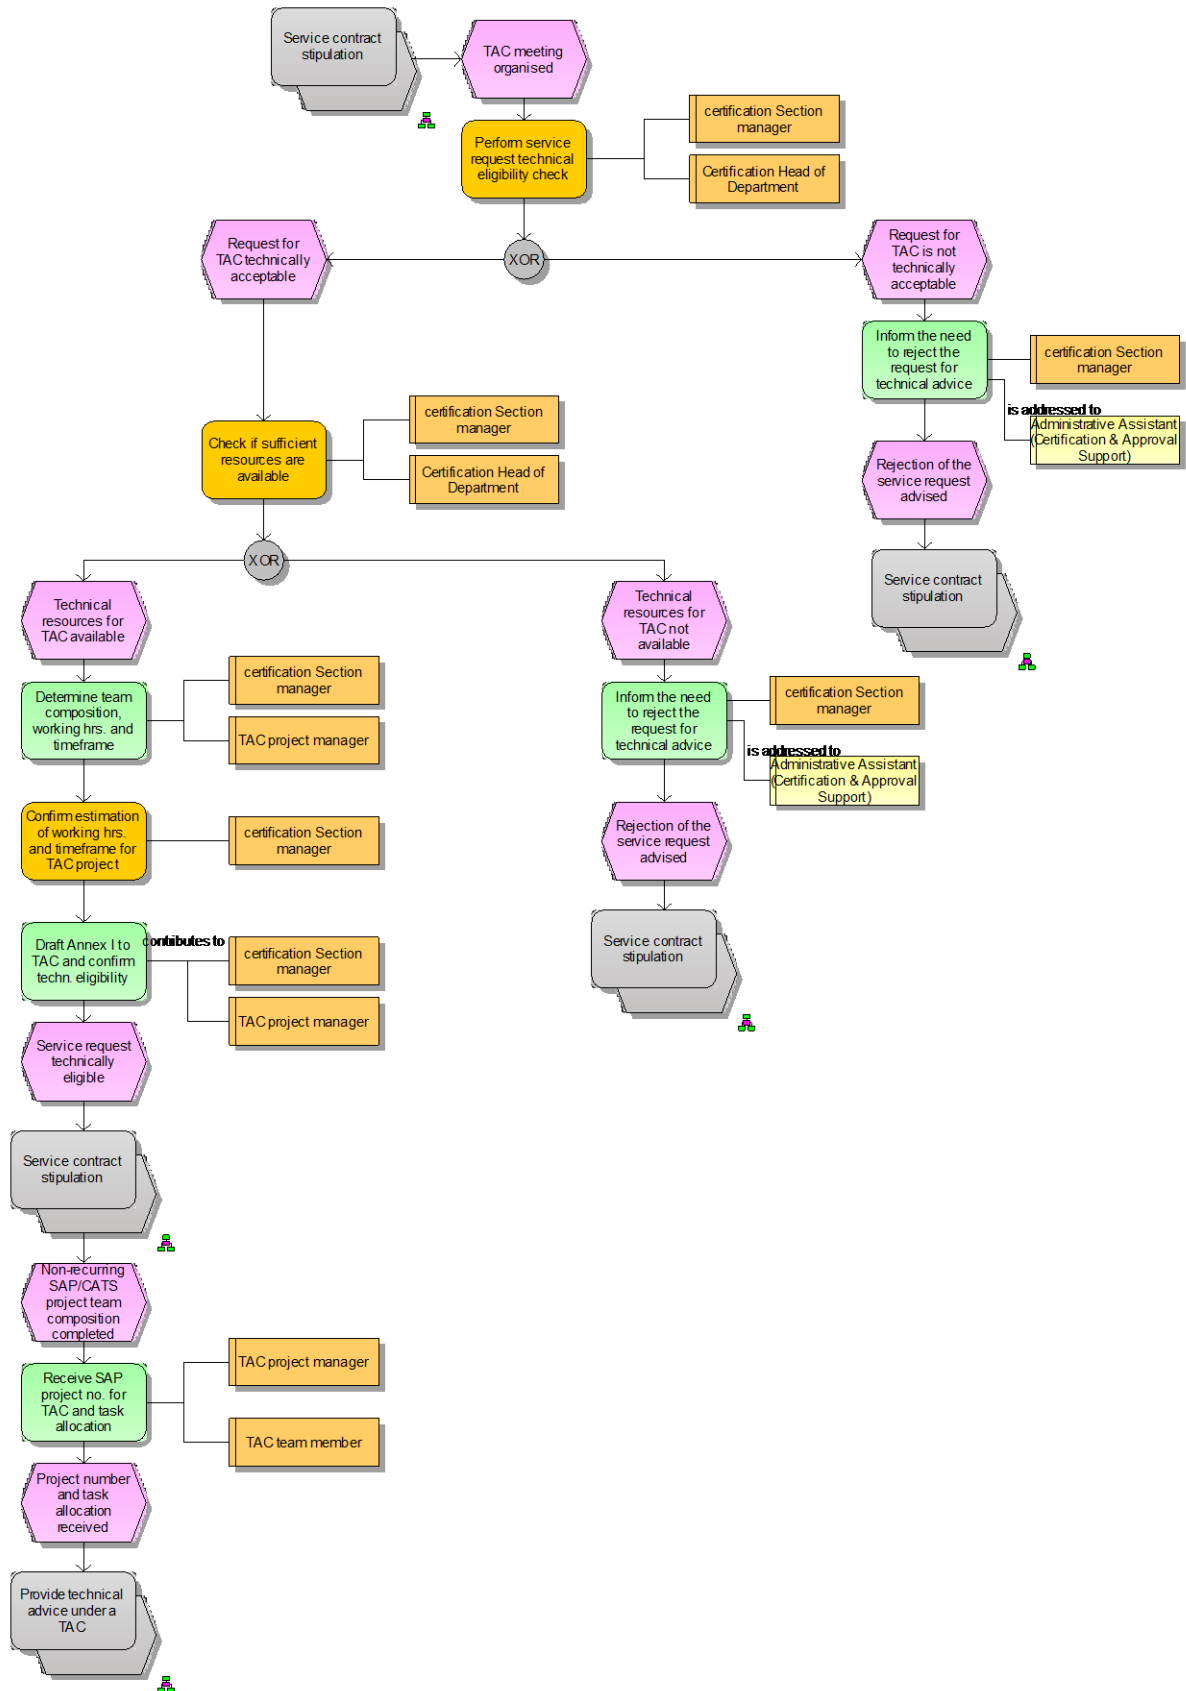 Service contract
stipulation
TAC meeting
organised
certification Section
manager
Perform service
request technical
eligibility check
Certification Head of
Department
Request for
TAC technically
acceptable
XOR
Request for
TAC is not
technically
acceptable
Inform the need
to reject the
request for
technical advice
certification Section
manager
is addressed to
Administrative Assistant
(Certification & Approval
Support)
certification Section
manager
Check if sufficient
resources are
available
Certification Head of
Department
Rejection of the
service request
advised
XOR
Service contract
stipulation
Technical
resources for
TAC available
Technical
resources for
TAC not
available
certification Section
manager
Determine team
composition,
working hrs. and
timeframe
TAC project manager
Inform the need
to reject the
request for
technical advice
certification Section
manager
is addressed to
Administrative Assistant
(Certification & Approval
Support)
Confirm estimation
of working hrs.
and timeframe for
TAC project
certification Section
manager
Rejection of the
service request
advised
Draft Annex I to
TAC and confirm
techn. eligibility
contributes to
certification Section
manager
TAC project manager
Service contract
stipulation
Service request
technically
eligible
Service contract
stipulation
Non-recurring
SAP/CATS
project team
composition
completed
Receive SAP
project no. for
TAC and task
allocation
TAC project manager
TAC team member
Project number
and task
allocation
received
Provide technical
advice under a
TAC